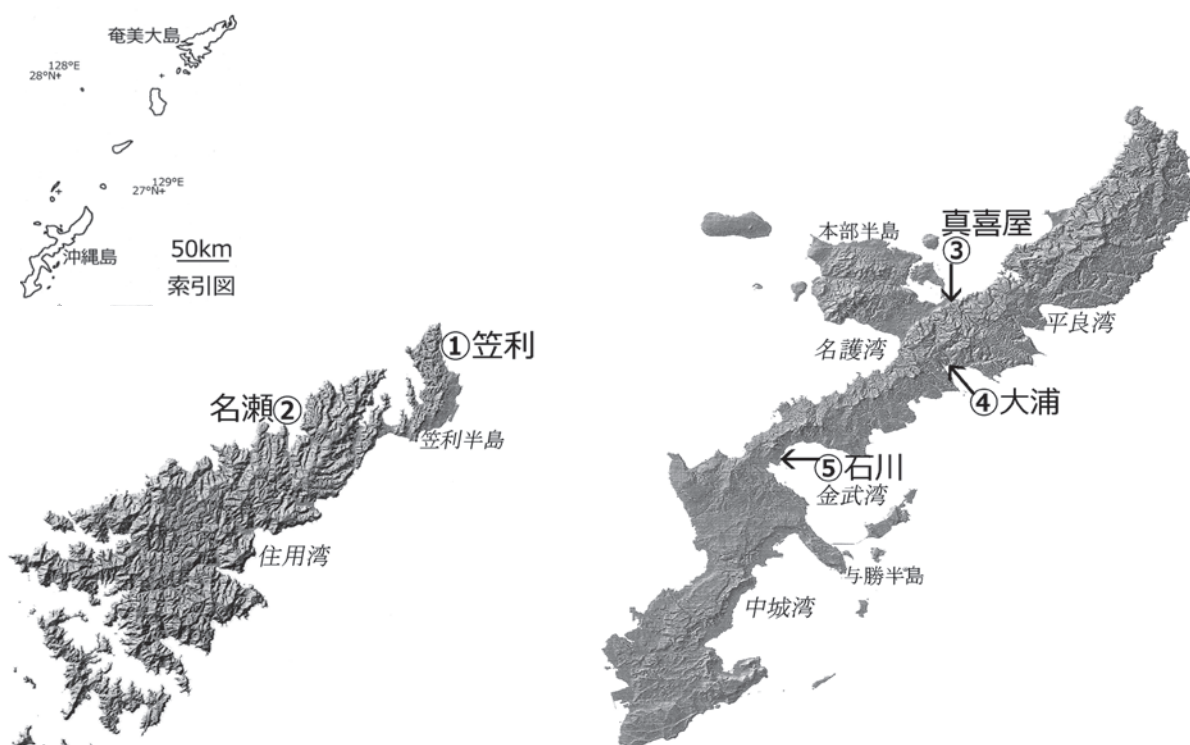 奄美大島
128°E
28°N+
129°E
27°N+
沖縄島
50km
索引図
①笠利
名瀬②
笠利半島
住用湾
真喜屋
③
本部半島
平良湾
名護湾
④大浦
⑤石川
金武湾
与勝半島
中城湾